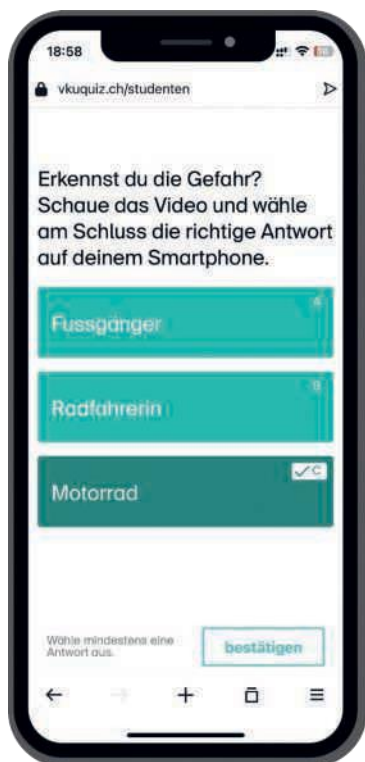 18:58
vkuquiz.ch/studenten
Erkennst du die Gefahr?
Schaue das Video und wähle
am Schluss die richtige Antwort
auf deinem Smartphone.
Fussgänger
Radfahrerin
C
Motorrad
Wähle mindestens eine
Antwort aus.
bestätigen